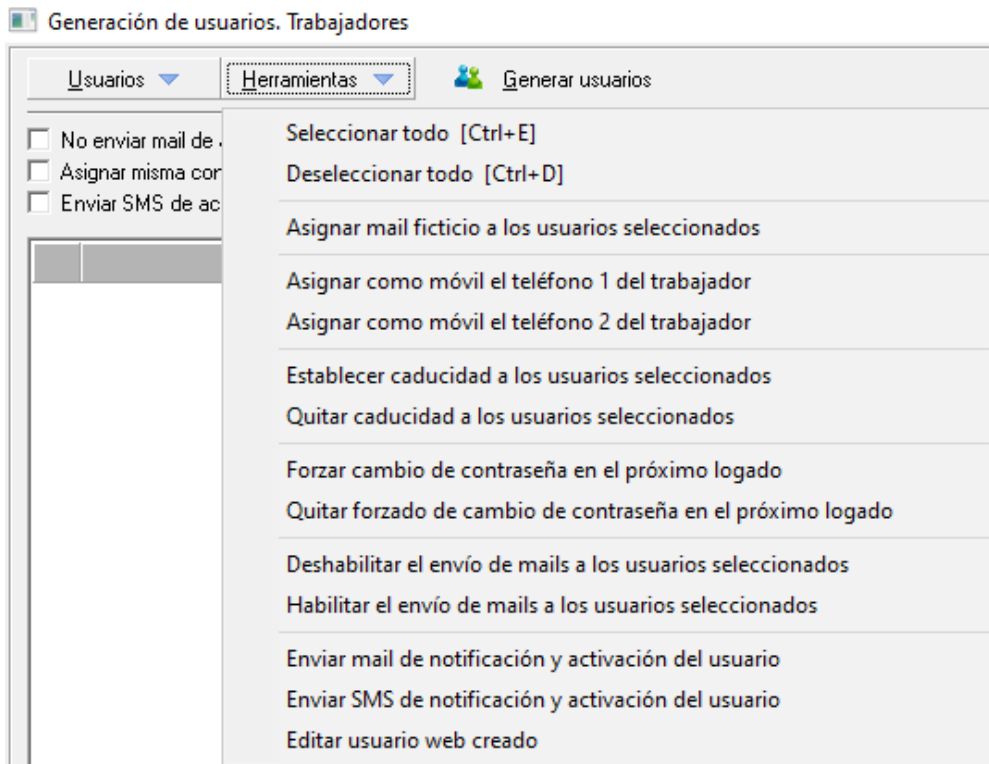 Generación de usuarios. Trabajadores
Usuarios Herramientas Generar usuarios
No enviar mail de
Asignar misma
Enviar SMS de
Seleccionar todo [Ctrl+E]
Deseleccionar todo [Ctrl+D]
Asignar mail ficticio a los usuarios seleccionados
Asignar como móvil el teléfono 1 del trabajador
Asignar como móvil el teléfono 2 del trabajador
Establecer caducidad a los usuarios seleccionados
Quitar caducidad a los usuarios seleccionados
Forzar cambio de contraseña en el próximo logado
Quitar forzado de cambio de contraseña en el próximo logado
Deshabilitar el envío de mails a los usuarios seleccionados
Habilitar el envío de mails a los usuarios seleccionados
Enviar mail de notificación y activación del usuario
Enviar SMS de notificación y activación del usuario
Editar usuario web creado